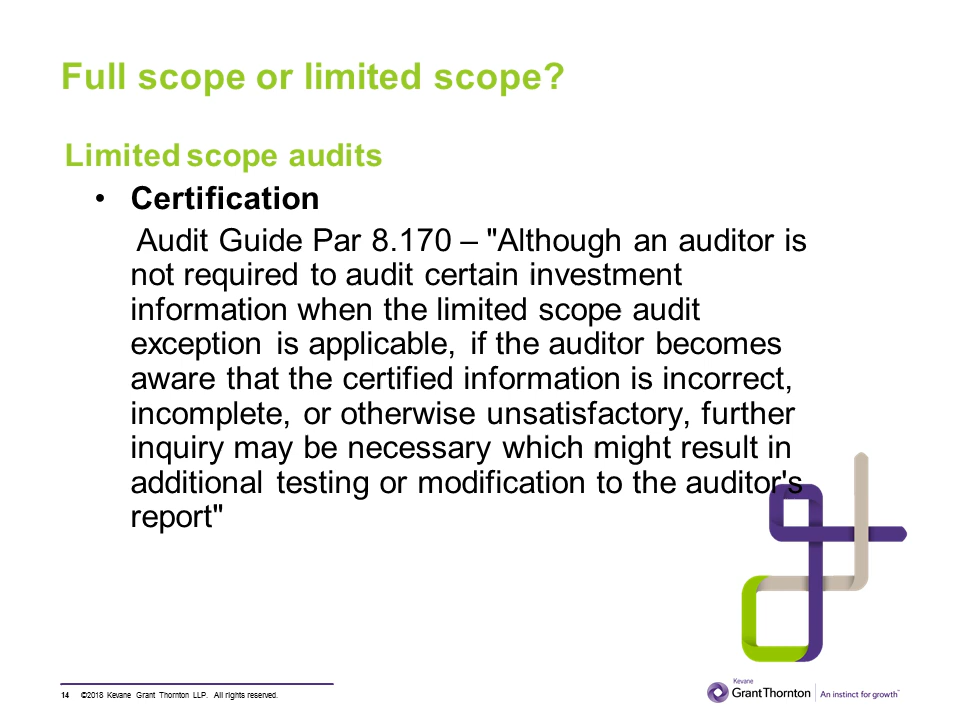 Full scope or limited scope?
Limited scope audits
• Certification
Audit Guide Par 8.170 – "Although an auditor is
not required to audit certain investment
information when the limited scope audit
exception is applicable, if the auditor becomes
aware that the certified information is incorrect,
incomplete, or otherwise unsatisfactory, further
inquiry may be necessary which might result in
additional testing or modification to the auditor's
report"
14 ©2018 Kevane Grant Thornton LLP. All rights reserved.
Kevane
GrantThornton
An instinct for growth™